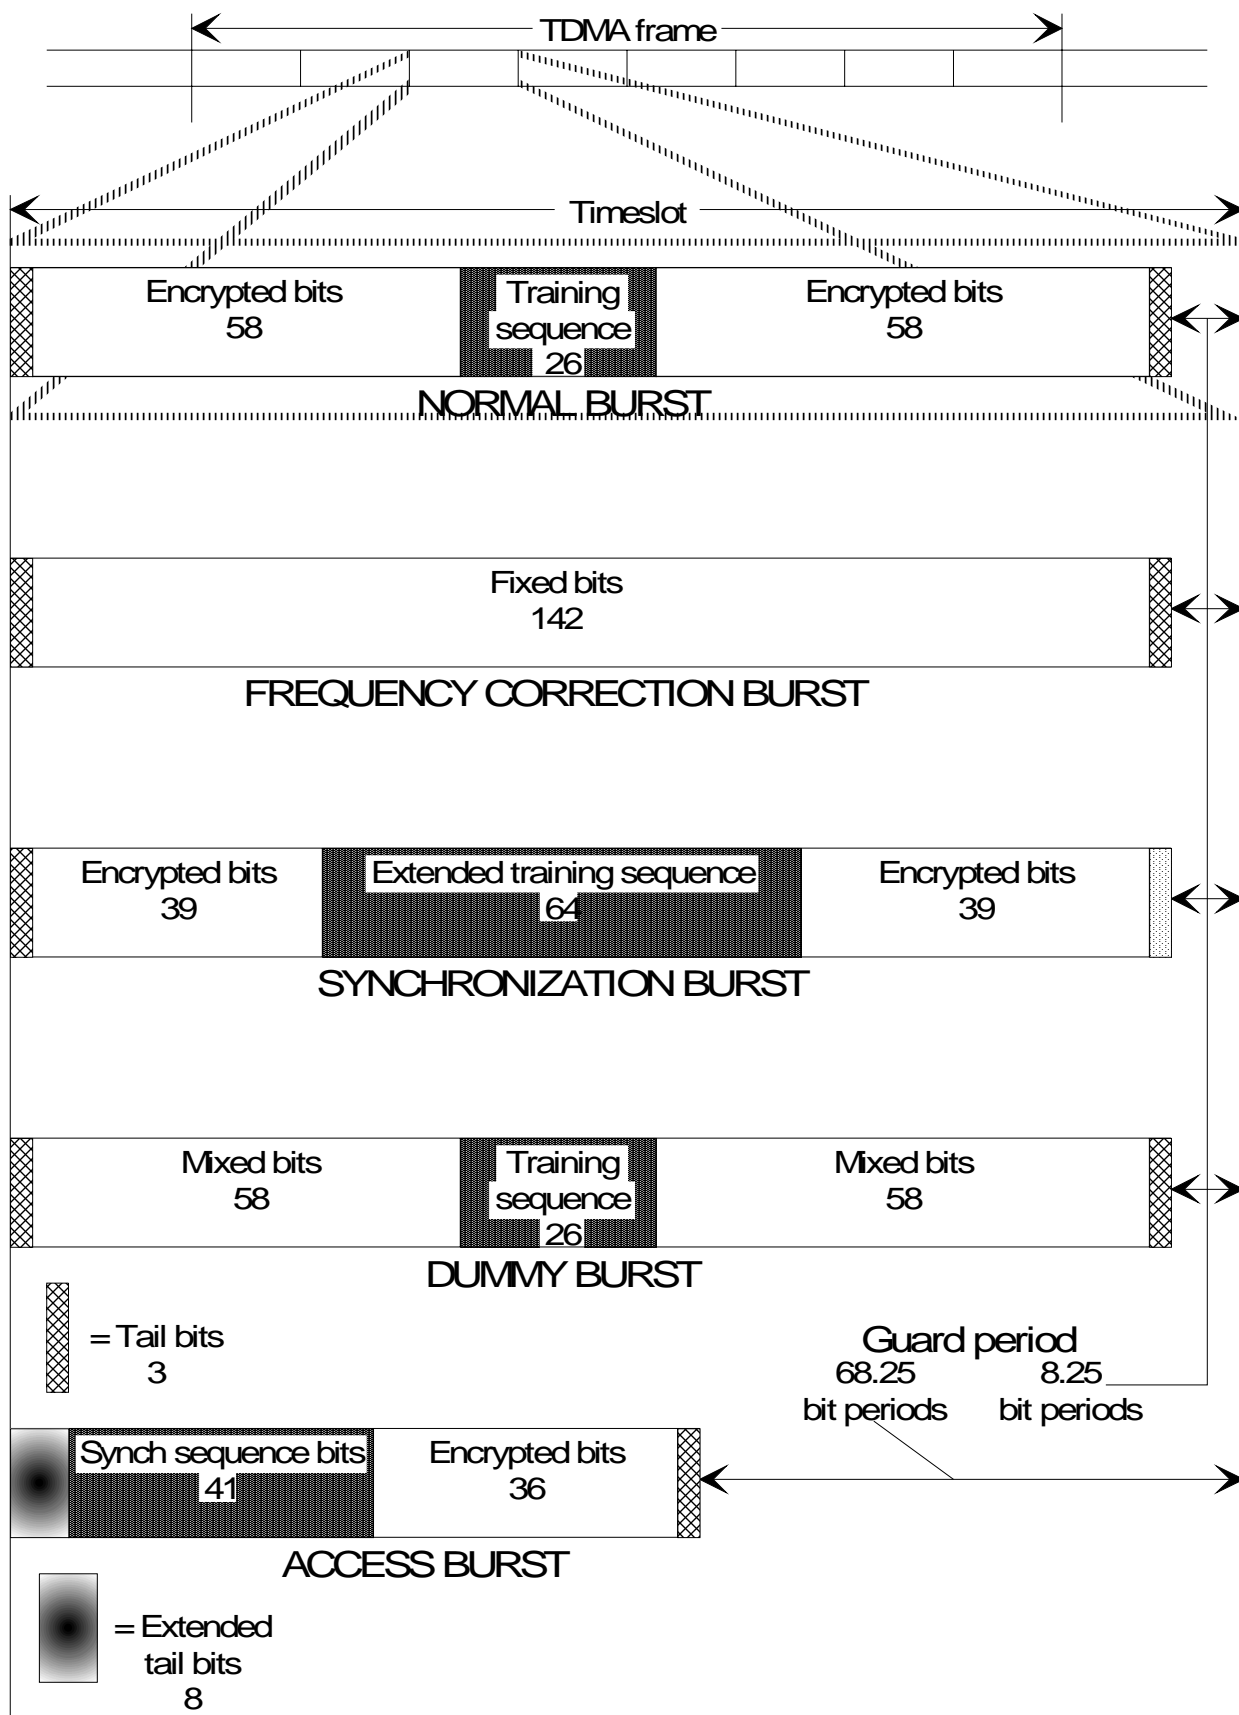 TDMA frame
Timeslot
Encrypted bits
58
Training
sequence
26
Encrypted bits
58
NORMAL BURST
Fixed bits
142
FREQUENCY CORRECTION BURST
Encrypted bits
39
Extended training sequence
64
Encrypted bits
39
SYNCHRONIZATION BURST
Mixed bits
58
Training
sequence
26
Mixed bits
58
DUMMY BURST
= Tail bits
3
Guard period
68.25
bit periods
8.25
bit periods
Synch sequence bits
41
Encrypted bits
36
ACCESS BURST
= Extended
tail bits
8